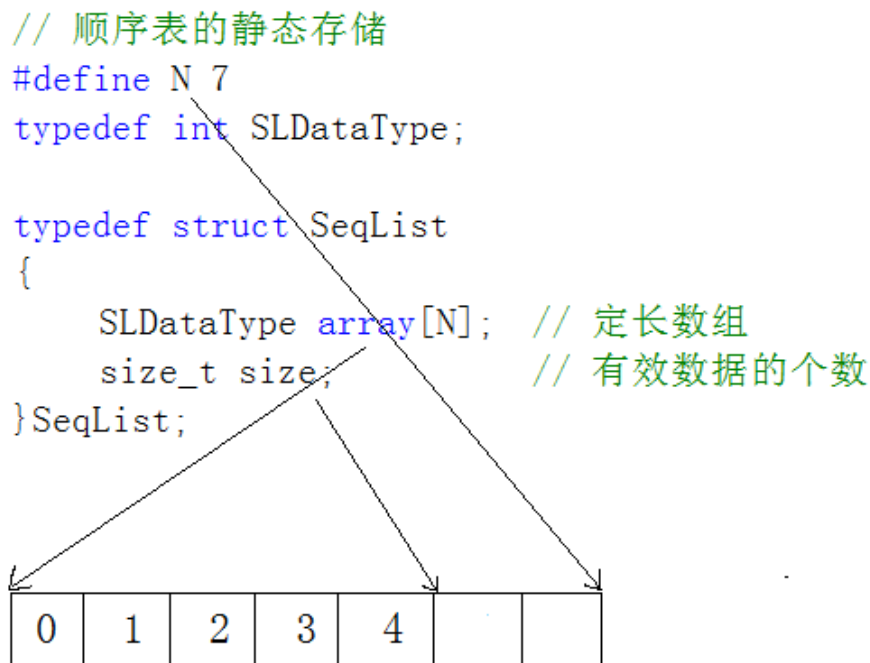 // 顺序表的静态存储
#define N 7
typedef int SLDataType;
typedef struct SeqList
{
SLDataType array[N]; // 定长数组
size_t size; // 有效数据的个数
}SeqList;
0 1 2 3 4